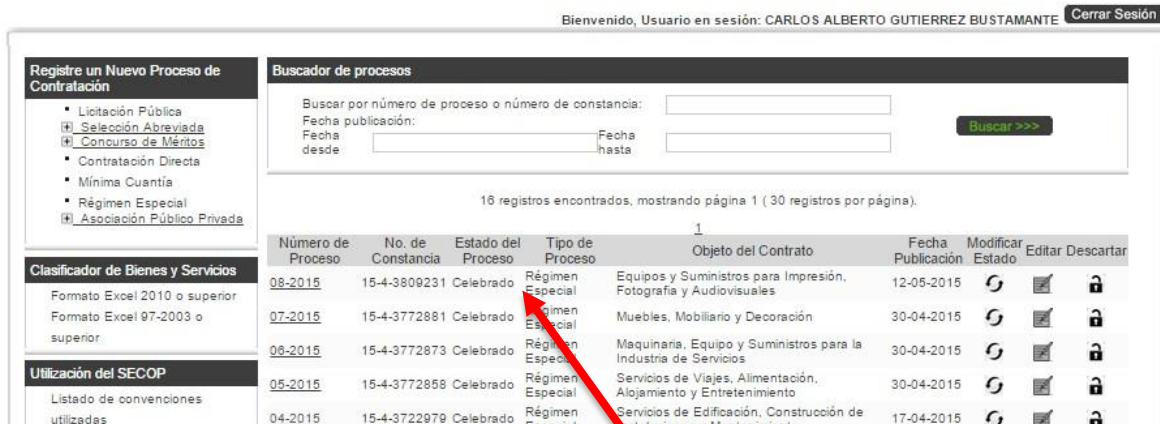 Bienvenido, Usuario en sesión: CARLOS ALBERTO GUTIERREZ BUSTAMANTE Cerrar Sesión
Registre un Nuevo Proceso de
Contratación
Licitación Pública
Selección Abreviada
Concurso de Méritos
Contratación Directa
Mínima Cuantía
Régimen Especial
Asociación Público Privada
Clasificador de Bienes y Servicios
Formato Excel 2010 o superior
Formato Excel 97-2003 o
superior
Utilización del SECOP
Listado de convenciones
utilizadas
Buscador de procesos
Buscar por número de proceso o número de constancia:
Fecha publicación:
Fecha desde Fecha hasta
Buscar >>>
16 registros encontrados, mostrando página 1 ( 30 registros por página).
1
Número de Proceso No. de Constancia Estado del Proceso Tipo de Proceso Objeto del Contrato Fecha Publicación Modificar Estado Editar Descartar
08-2015 15-4-3809231 Celebrado Régimen Especial Equipos y Suministros para Impresión, Fotografia y Audiovisuales 12-05-2015
07-2015 15-4-3772881 Celebrado Régimen Especial Muebles, Mobiliario y Decoración 30-04-2015
06-2015 15-4-3772873 Celebrado Régimen Especial Maquinaria, Equipo y Suministros para la Industria de Servicios 30-04-2015
05-2015 15-4-3772858 Celebrado Régimen Especial Servicios de Viajes, Alimentación, Alojamiento y Entretenimiento 30-04-2015
04-2015 15-4-3722979 Celebrado Régimen Servicios de Edificación, Construcción de 17-04-2015